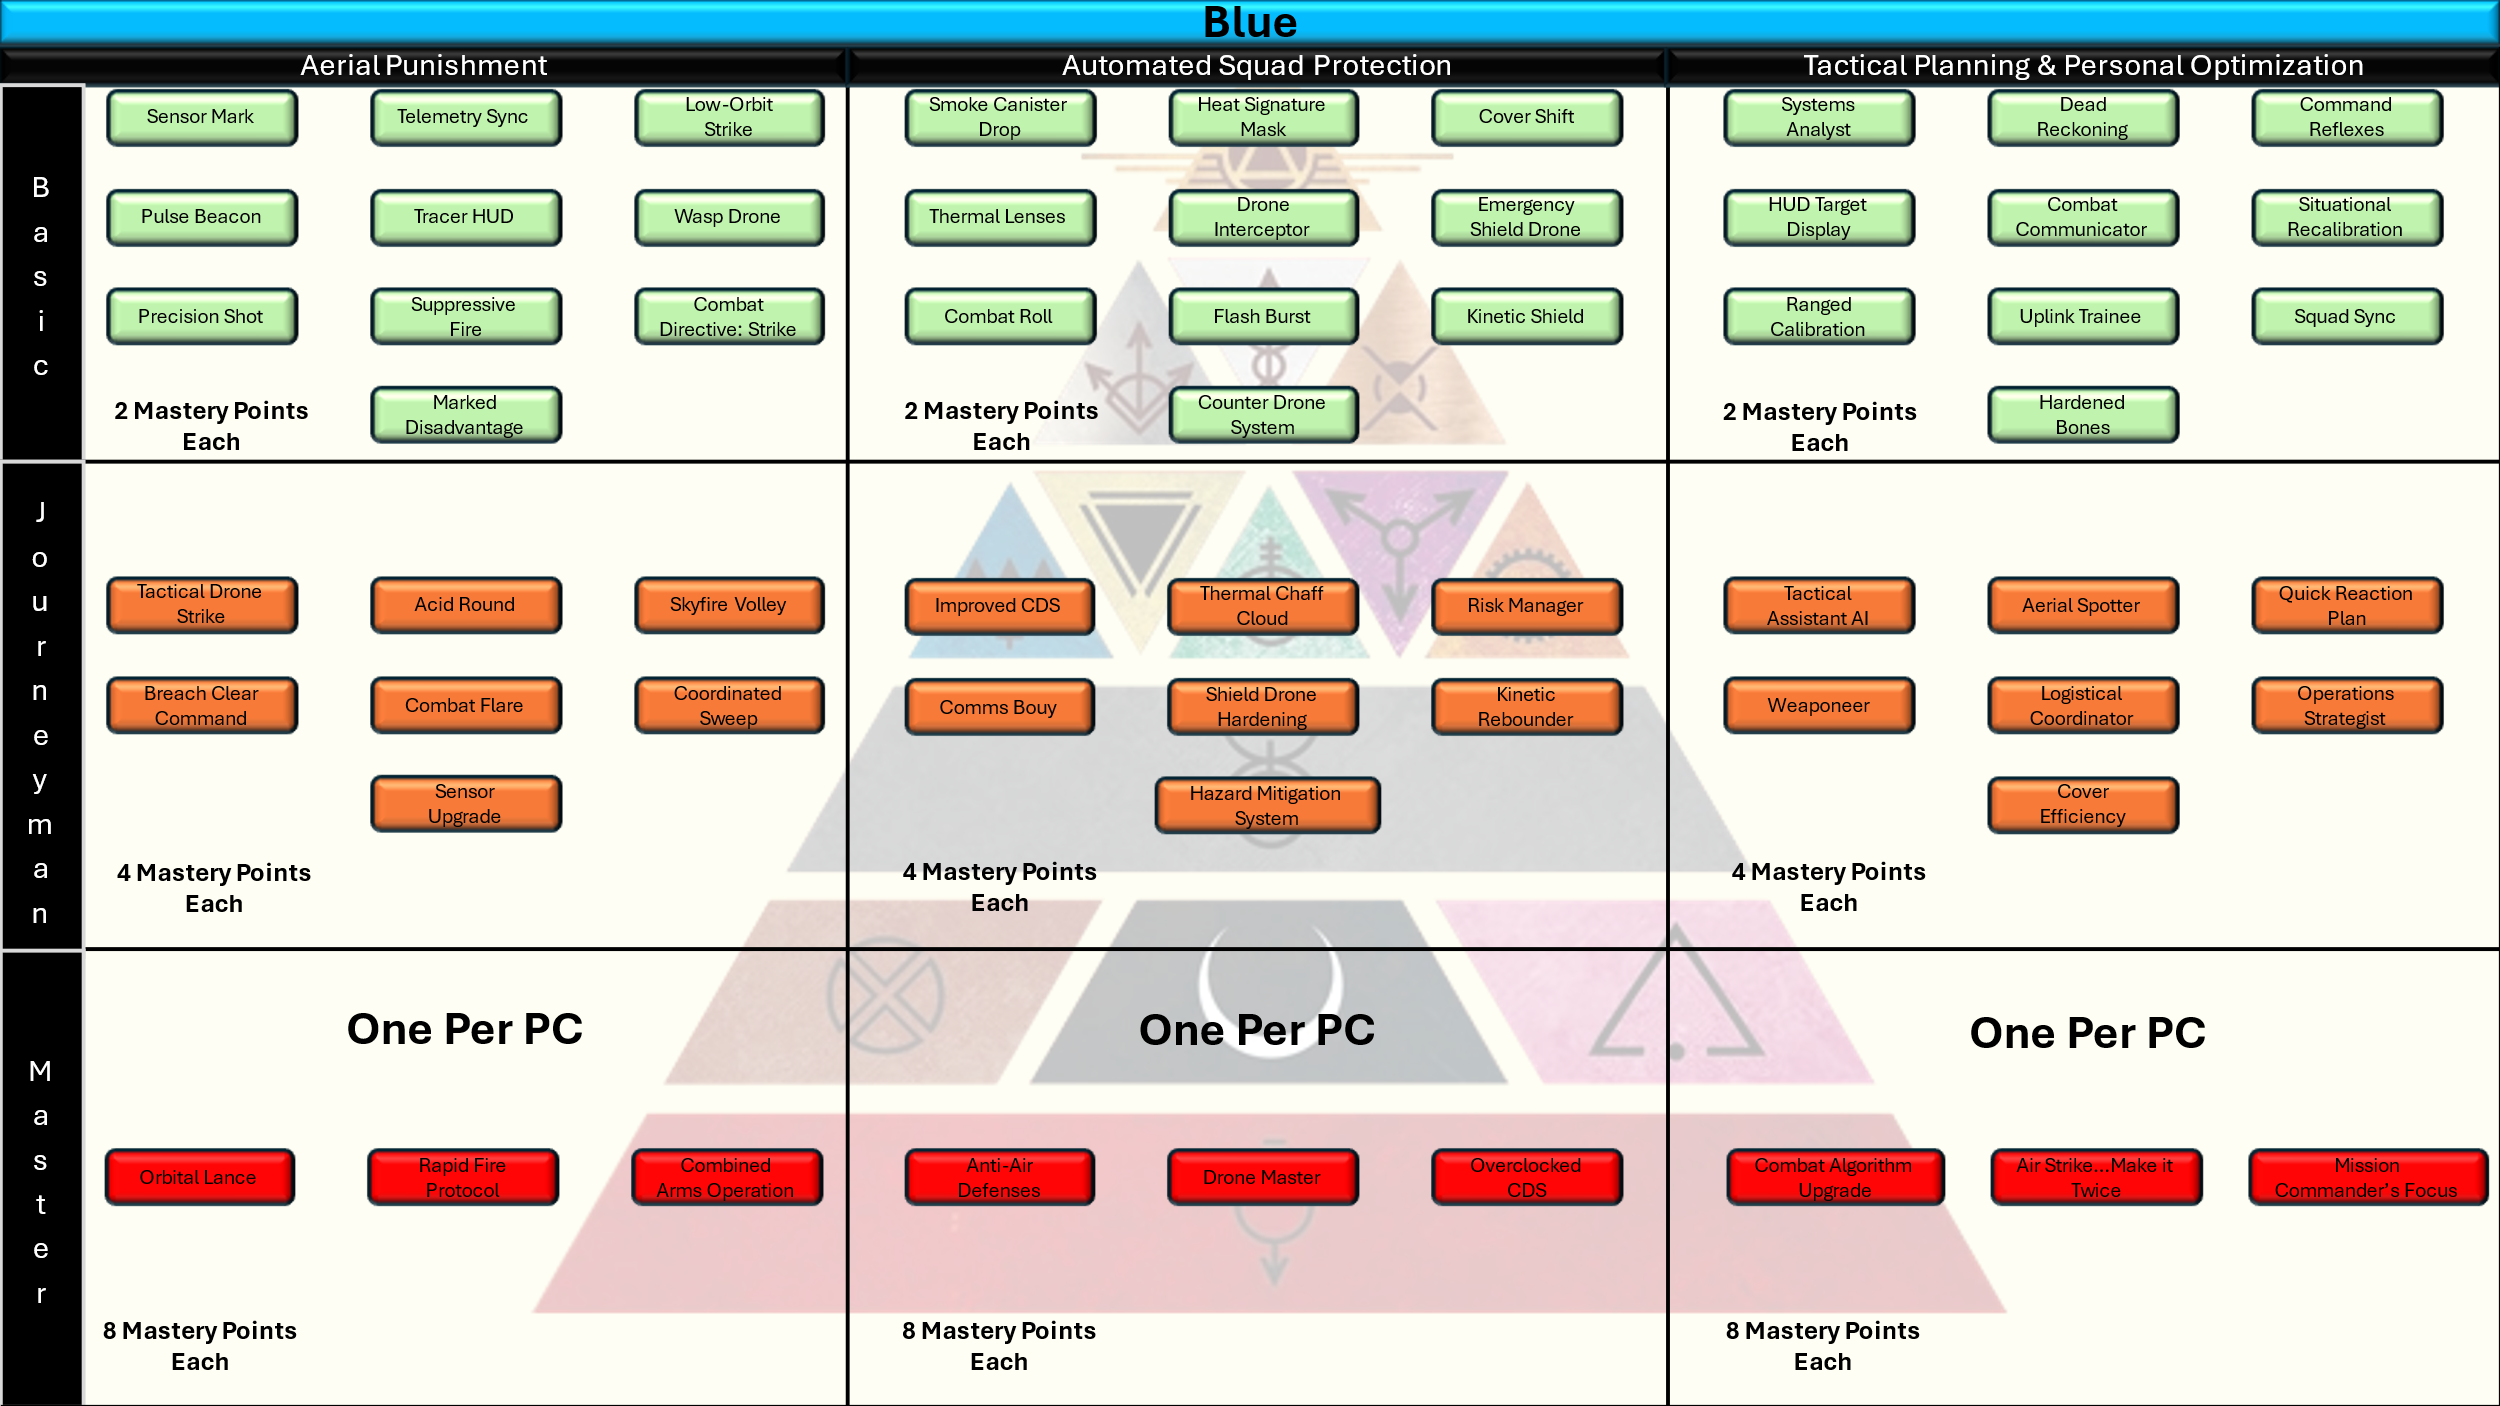 Blue
Aerial Punishment
Automated Squad Protection
Tactical Planning & Personal Optimization
Basic
Sensor Mark
Telemetry Sync
Low-Orbit
Strike
Pulse Beacon
Tracer HUD
Wasp Drone
Precision Shot
Suppressive
Fire
Combat
Directive: Strike
Marked
Disadvantage
2 Mastery Points
Each
Smoke Canister
Drop
Heat Signature
Mask
Cover Shift
Thermal Lenses
Drone
Interceptor
Emergency
Shield Drone
Combat Roll
Flash Burst
Kinetic Shield
Counter Drone
System
2 Mastery Points
Each
Systems
Analyst
Dead
Reckoning
Command
Reflexes
HUD Target
Display
Combat
Communicator
Situational
Recalibration
Ranged
Calibration
Uplink Trainee
Squad Sync
Hardened
Bones
2 Mastery Points
Each
Journeyman
Tactical Drone
Strike
Acid Round
Skyfire Volley
Breach Clear
Command
Combat Flare
Coordinated
Sweep
Sensor
Upgrade
4 Mastery Points
Each
Improved CDS
Thermal Chaff
Cloud
Risk Manager
Comms Bouy
Shield Drone
Hardening
Kinetic
Rebounder
Hazard Mitigation
System
4 Mastery Points
Each
Tactical
Assistant AI
Aerial Spotter
Quick Reaction
Plan
Weaponeer
Logistical
Coordinator
Operations
Strategist
Cover
Efficiency
4 Mastery Points
Each
Master
One Per PC
Orbital Lance
Rapid Fire
Protocol
Combined
Arms Operation
8 Mastery Points
Each
One Per PC
Anti-Air
Defenses
Drone Master
Overclocked
CDS
8 Mastery Points
Each
One Per PC
Combat Algorithm
Upgrade
Air Strike...Make it
Twice
Mission
Commander's Focus
8 Mastery Points
Each